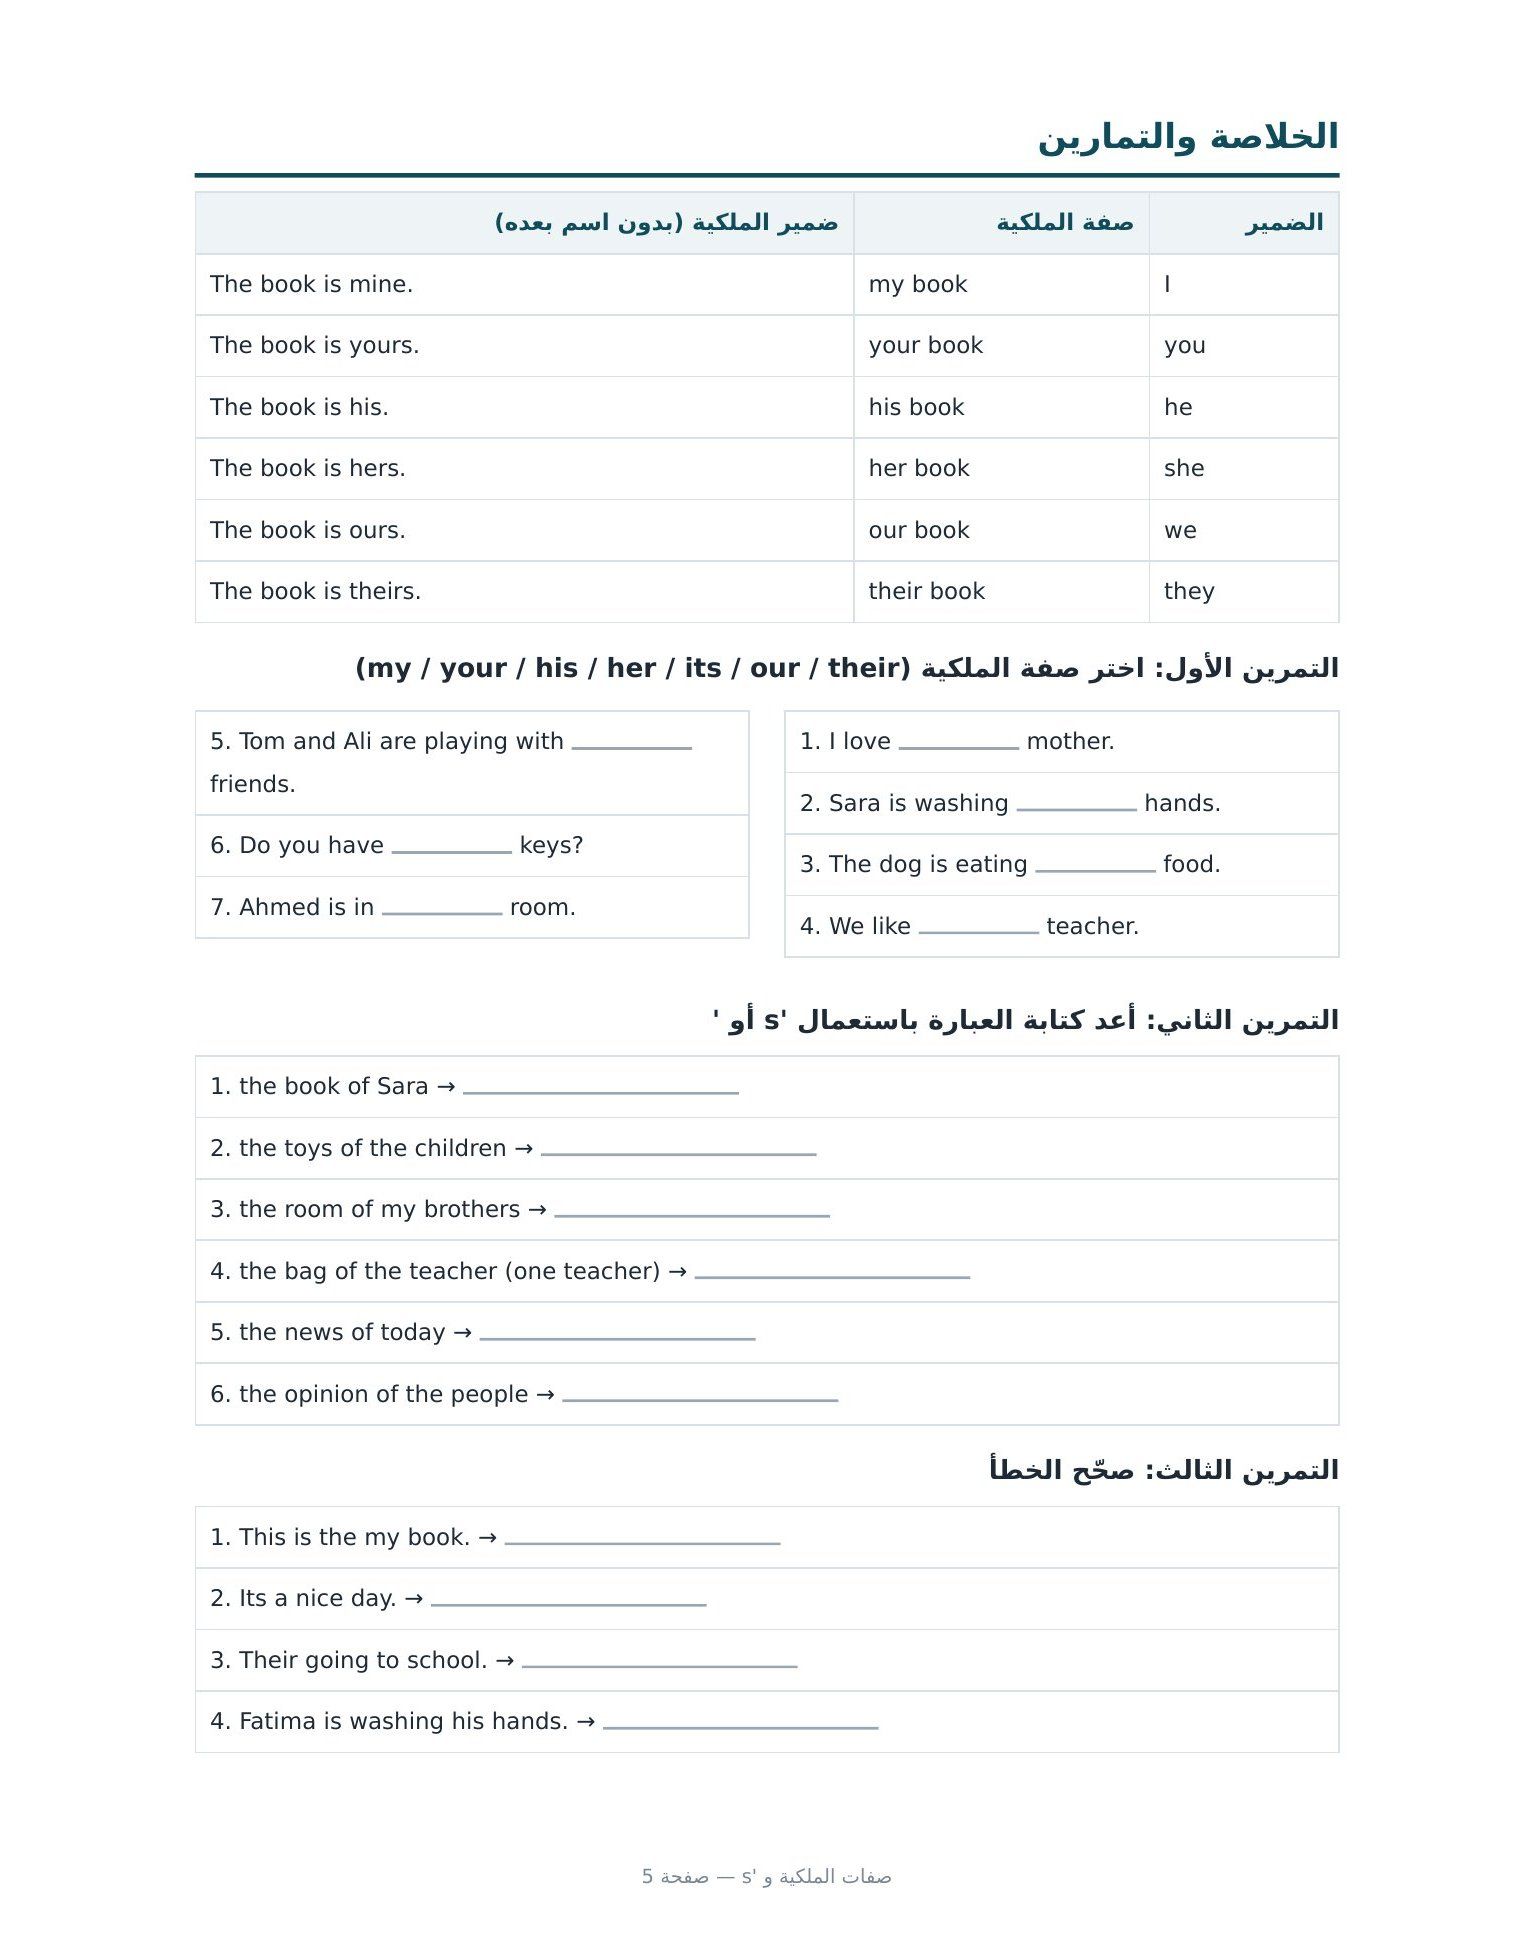 الخلاصة والتمارين
الضمير صفة الملكية ضمير الملكية (بدون اسم بعده)
I my book The book is mine.
you your book The book is yours.
he his book The book is his.
she her book The book is hers.
we our book The book is ours.
they their book The book is theirs.
التمرين الأول: اختر صفة الملكية (my / your / his / her / its / our / their)
1. I love __________ mother.
2. Sara is washing __________ hands.
3. The dog is eating __________ food.
4. We like __________ teacher.
5. Tom and Ali are playing with __________
friends.
6. Do you have __________ keys?
7. Ahmed is in __________ room.
التمرين الثاني: أعد كتابة العبارة باستعمال 's أو '
1. the book of Sara → ____________________
2. the toys of the children → ____________________
3. the room of my brothers → ____________________
4. the bag of the teacher (one teacher) → ____________________
5. the news of today → ____________________
6. the opinion of the people → ____________________
التمرين الثالث: صحّح الخطأ
1. This is the my book. → ____________________
2. Its a nice day. → ____________________
3. Their going to school. → ____________________
4. Fatima is washing his hands. → ____________________
صفات الملكية و 's — صفحة 5